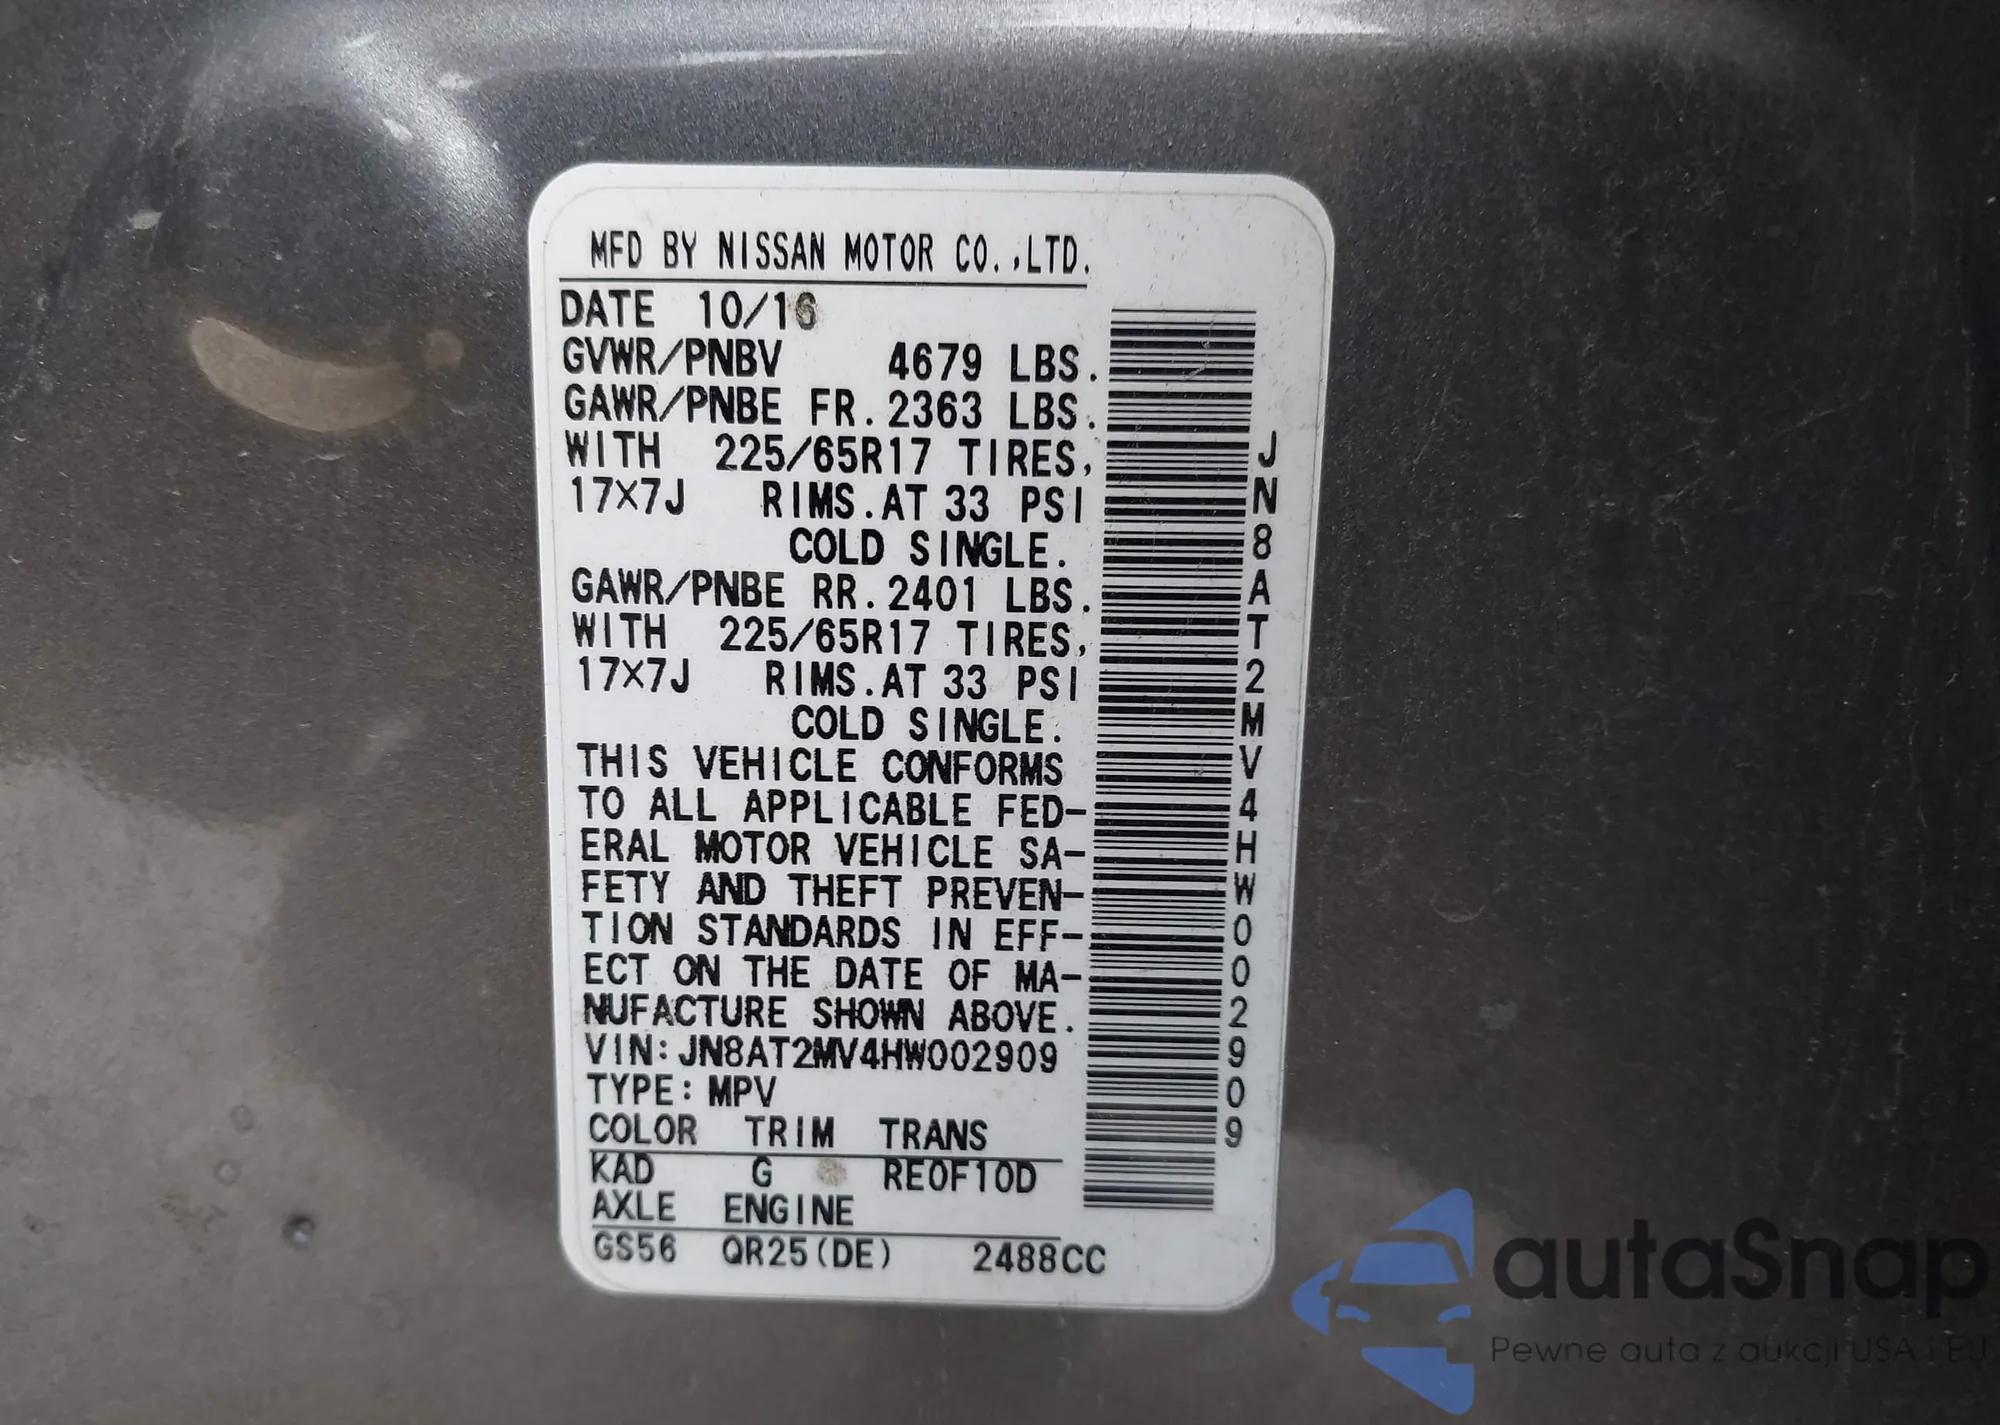 MFD BY NISSAN MOTOR CO.,LTD.
DATE 10/16
GVWR/PNBV 4679 LBS.
GAWR/PNBE FR.2363 LBS.
WITH 225/65R17 TIRES,
17X7J RIMS.AT 33 PSI
COLD SINGLE.
GAWR/PNBE RR.2401 LBS.
WITH 225/65R17 TIRES,
17X7J RIMS.AT 33 PSI
COLD SINGLE.
THIS VEHICLE CONFORMS
TO ALL APPLICABLE FED-
ERAL MOTOR VEHICLE SA-
FETY AND THEFT PREVEN-
TION STANDARDS IN EFF-
ECT ON THE DATE OF MA-
NUFACTURE SHOWN ABOVE.
VIN:JN8AT2MV4HW002909
TYPE:MPV
COLOR TRIM TRANS
KAD G RE0F10D
AXLE ENGINE
GS56 QR25(DE) 2488CC
JN8AT2MV4HW002909
autaSnap
Pewne auta z aukcji USA i EU